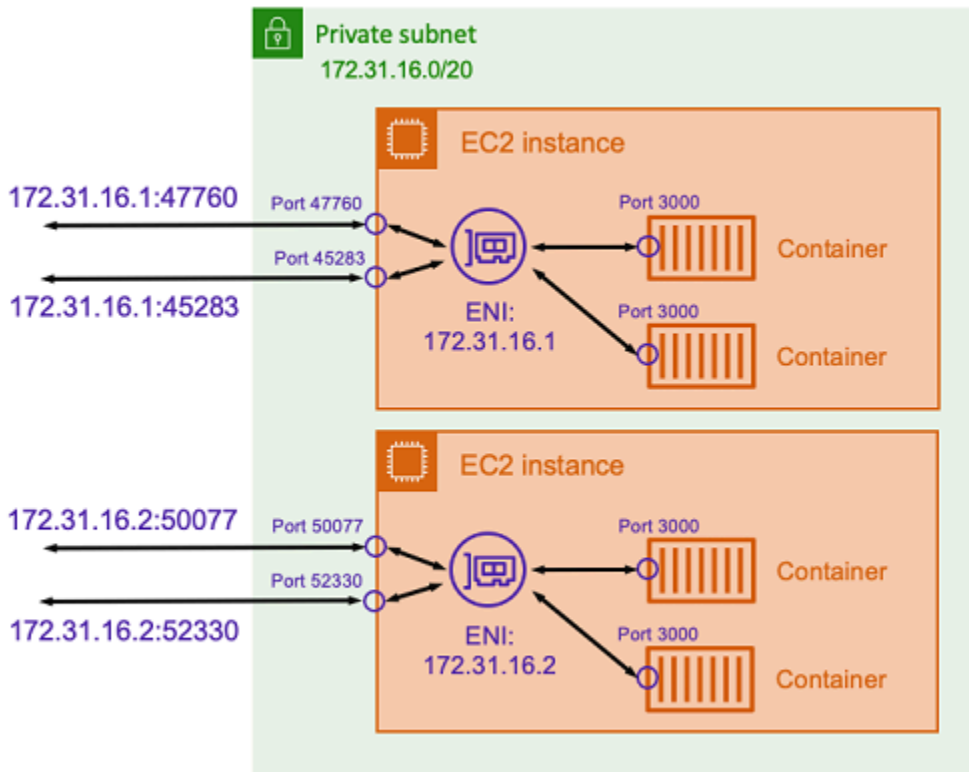 Private subnet
172.31.16.0/20
EC2 instance
172.31.16.1:47760
Port 47760
Port 3000
Container
Port 45283
172.31.16.1:45283
ENI:
172.31.16.1
Port 3000
Container
EC2 instance
172.31.16.2:50077
Port 50077
Port 3000
Container
Port 52330
172.31.16.2:52330
ENI:
172.31.16.2
Port 3000
Container